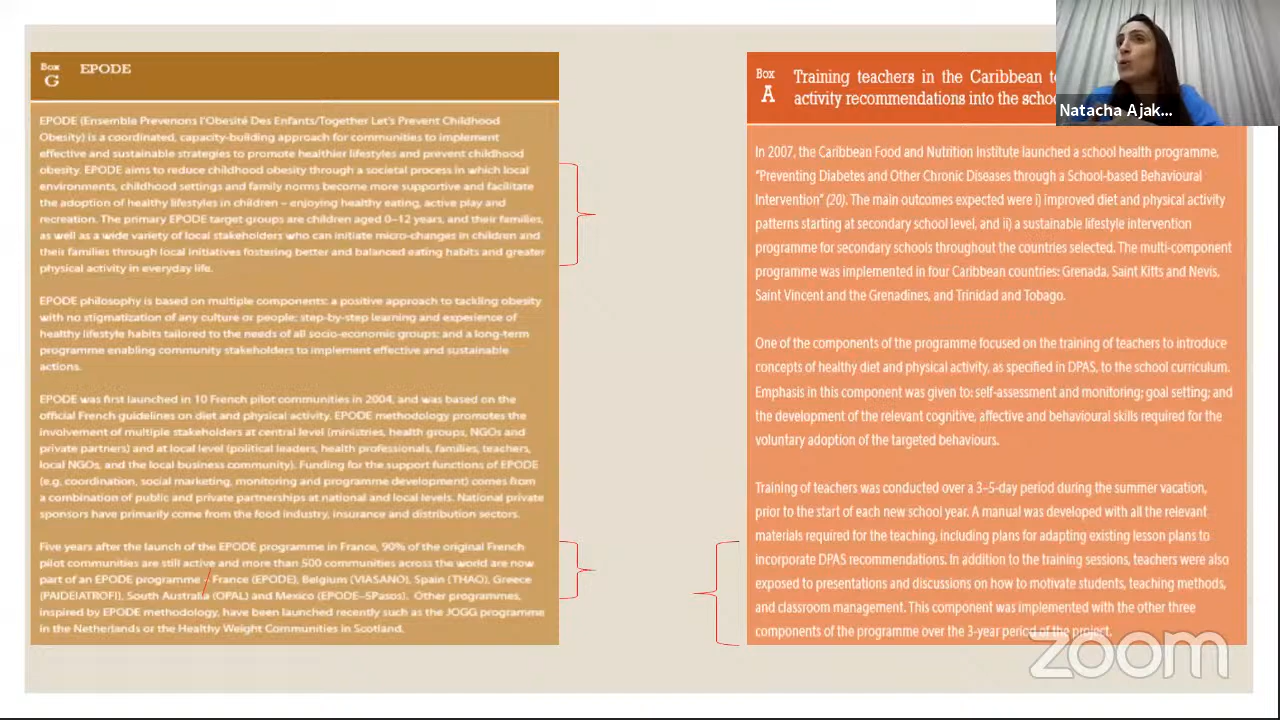 Box
G
EPODE
EPODE (Ensemble Prevenons l'Obesité Des Enfants/Together Let's Prevent Childhood
Obesity) is a coordinated, capacity-building approach for communities to implement
effective and sustainable strategies to promote healthier lifestyles and prevent childhood
obesity. EPODE aims to reduce childhood obesity through a societal process in which local
environments, childhood settings and family norms become more supportive and facilitate
the adoption of healthy lifestyles in children – enjoying healthy eating, active play and
recreation. The primary EPODE target groups are children aged 0–12 years, and their families,
as well as a wide variety of local stakeholders who can initiate micro-changes in children and
their families through local initiatives fostering better and balanced eating habits and greater
physical activity in everyday life.
EPODE philosophy is based on multiple components: a positive approach to tackling obesity
with no stigmatization of any culture or people; step-by-step learning and experience of
healthy lifestyle habits tailored to the needs of all socio-economic groups; and a long-term
programme enabling community stakeholders to implement effective and sustainable
actions.
EPODE was first launched in 10 French pilot communities in 2004, and was based on the
official French guidelines on diet and physical activity. EPODE methodology promotes the
involvement of multiple stakeholders at central level (ministries, health groups, NGOs and
private partners) and at local level (political leaders, health professionals, families, teachers,
local NGOs, and the local business community). Funding for the support functions of EPODE
(e.g. coordination, social marketing, monitoring and programme development) comes from
a combination of public and private partnerships at national and local levels. National private
sponsors have primarily come from the food industry, insurance and distribution sectors.
Five years after the launch of the EPODE programme in France, 90% of the original French
pilot communities are still active and more than 500 communities across the world are now
part of an EPODE programme France (EPODE), Belgium (VIASANO), Spain (THAO), Greece
(PAIDEIATROFI), South Australia (OPAL) and Mexico (EPODE–5Pasos). Other programmes,
inspired by EPODE methodology, have been launched recently such as the JOGG programme
in the Netherlands or the Healthy Weight Communities in Scotland.
Box
A
Training teachers in the Caribbean
activity recommendations into the
In 2007, the Caribbean Food and Nutrition Institute launched a school health programme,
“Preventing Diabetes and Other Chronic Diseases through a School-based Behavioural
Intervention” (20). The main outcomes expected were i) improved diet and physical activity
patterns starting at secondary school level, and ii) a sustainable lifestyle intervention
programme for secondary schools throughout the countries selected. The multi-component
programme was implemented in four Caribbean countries: Grenada, Saint Kitts and Nevis,
Saint Vincent and the Grenadines, and Trinidad and Tobago.
One of the components of the programme focused on the training of teachers to introduce
concepts of healthy diet and physical activity, as specified in DPAS, to the school curriculum.
Emphasis in this component was given to: self-assessment and monitoring; goal setting; and
the development of the relevant cognitive, affective and behavioural skills required for the
voluntary adoption of the targeted behaviours.
Training of teachers was conducted over a 3–5-day period during the summer vacation,
prior to the start of each new school year. A manual was developed with all the relevant
materials required for the teaching, including plans for adapting existing lesson plans to
incorporate DPAS recommendations. In addition to the training sessions, teachers were also
exposed to presentations and discussions on how to motivate students, teaching methods,
and classroom management. This component was implemented with the other three
components of the programme over the 3-year period of the project.
Natacha Ajak...
zoom